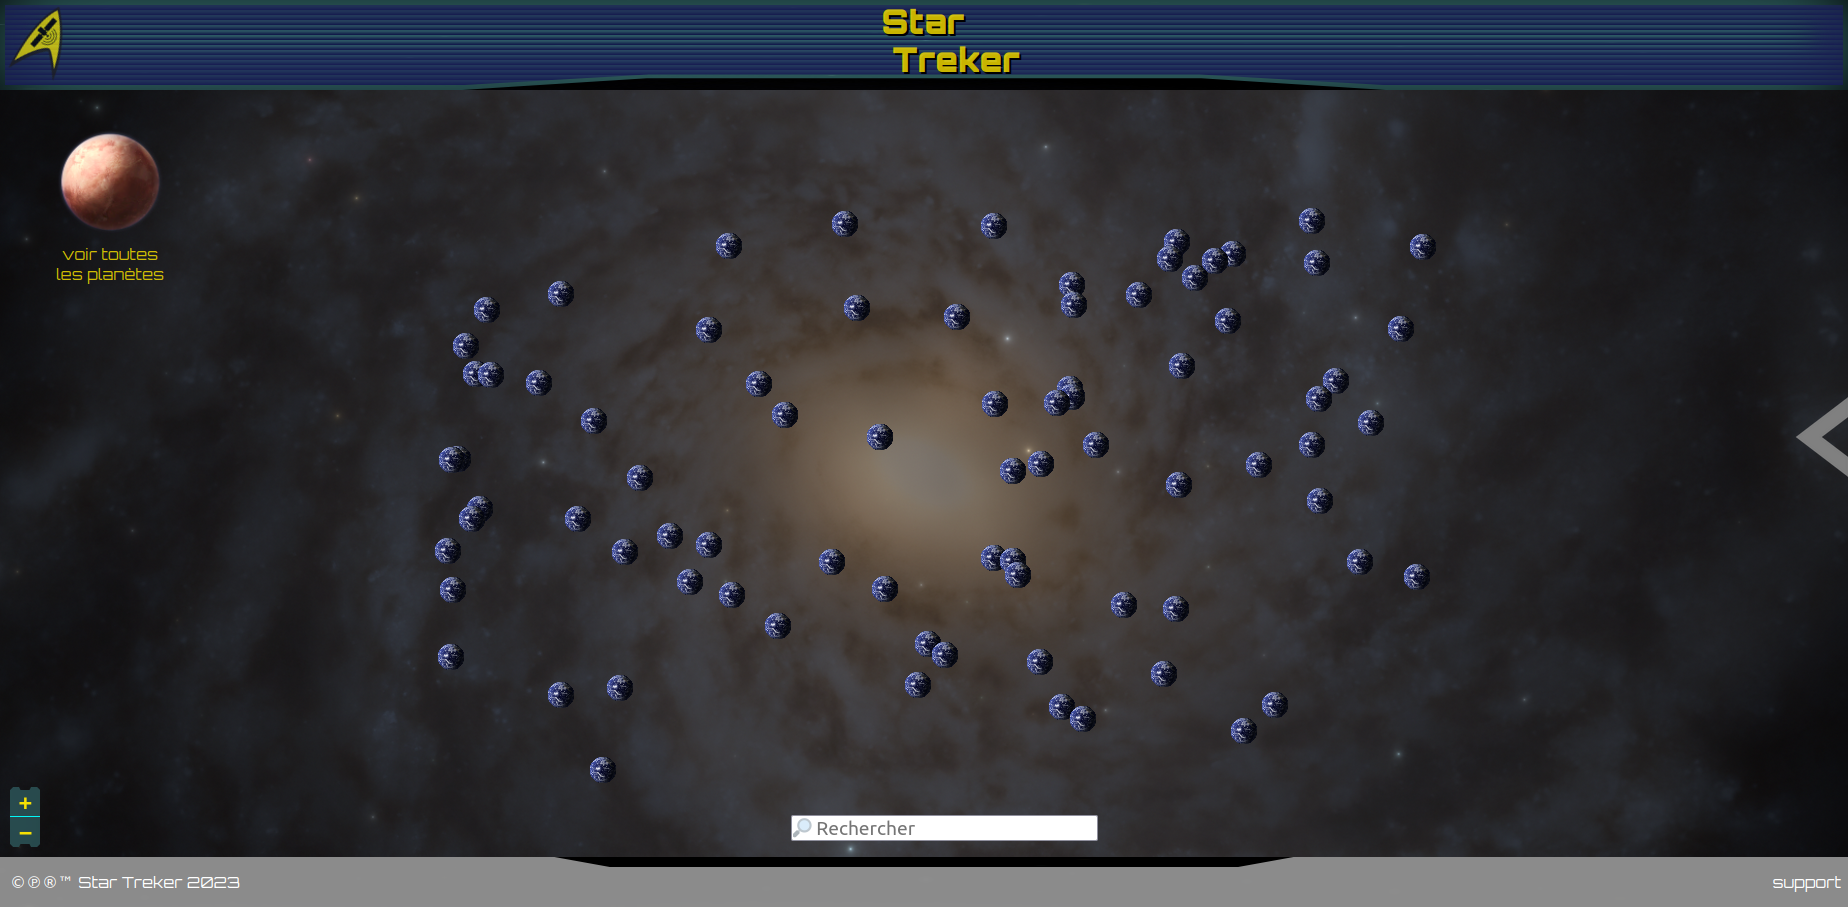 Star
Treker
voir toutes
les planètes
+
−
Rechercher
©℗®™ Star Treker 2023
support